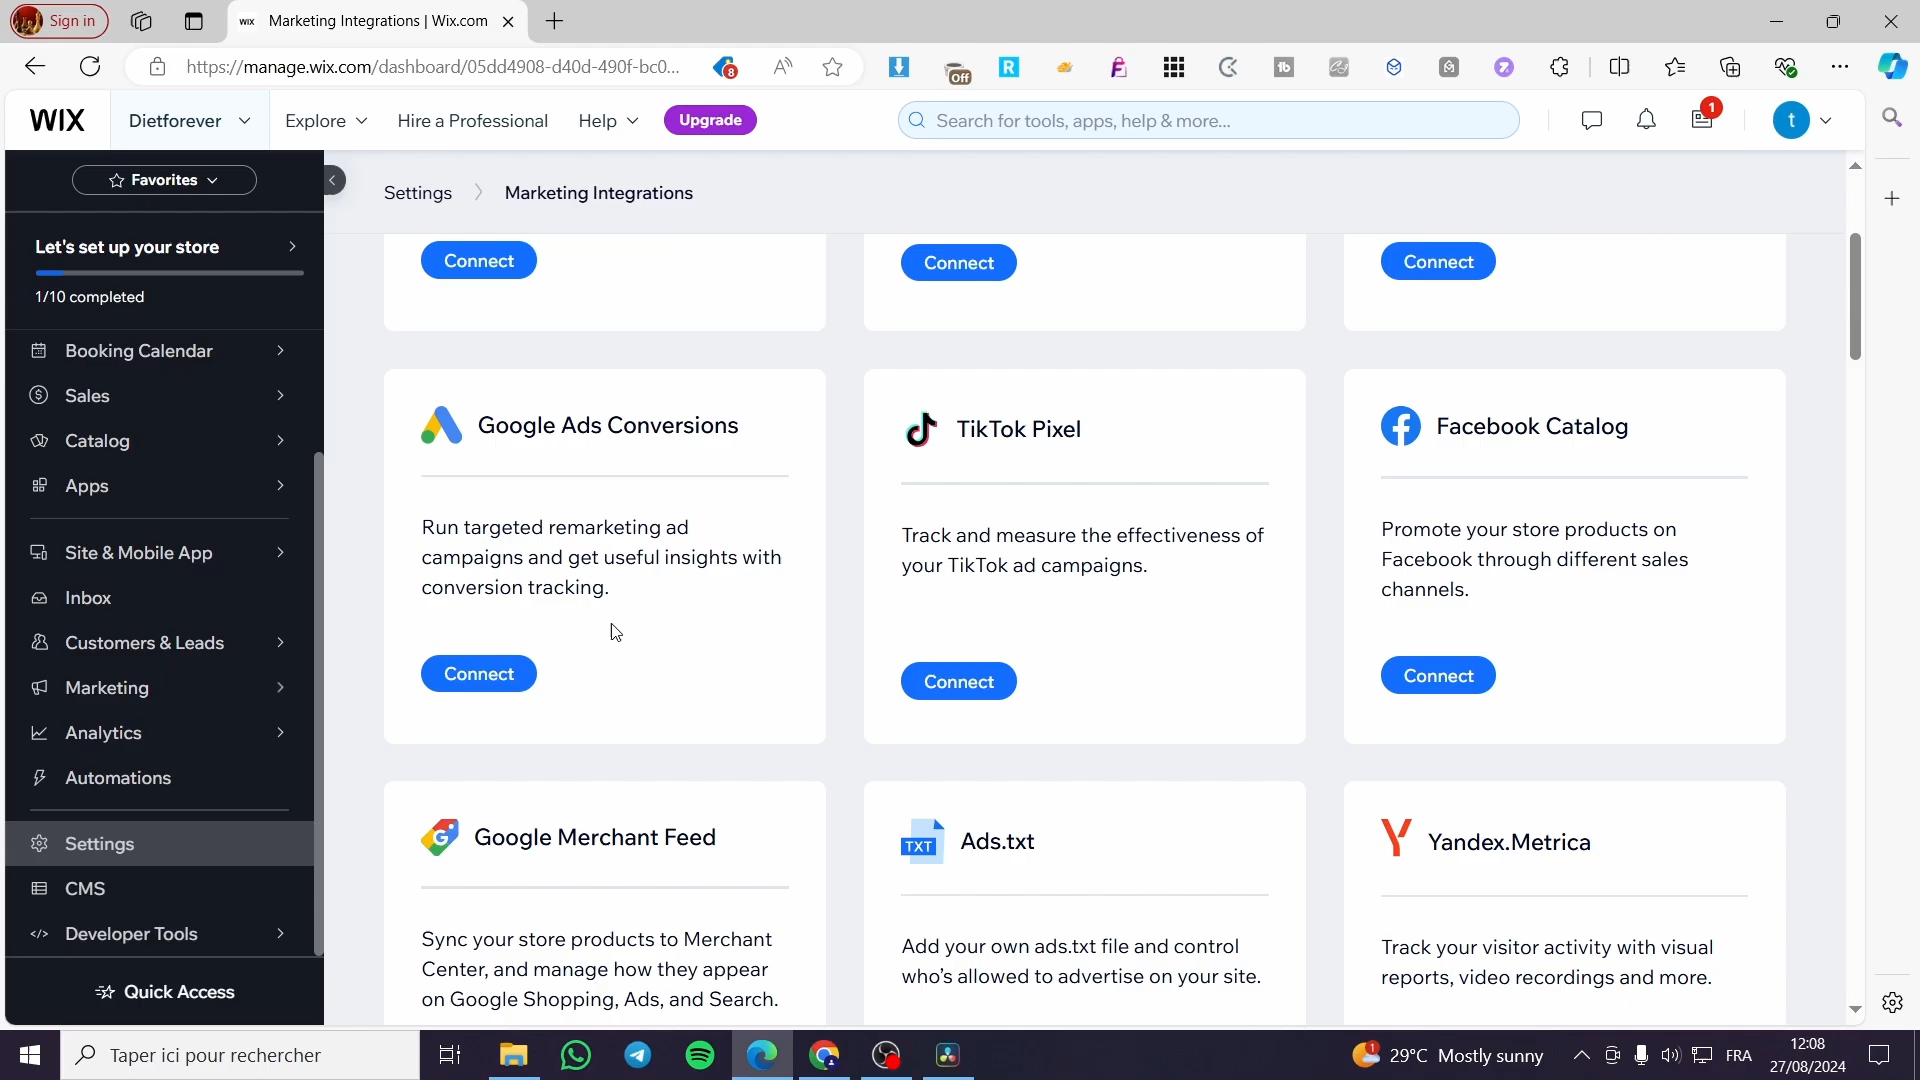 Sign in
WIX
Marketing Integrations | Wix.com
https://manage.wix.com/dashboard/05dd4908-d40d-490f-bc0...
8
Off
R
WIX
Dietforever
Explore
Hire a Professional
Help
Upgrade
Search for tools, apps, help & more...
1
t
Favorites
Let's set up your store
1/10 completed
Booking Calendar
Sales
Catalog
Apps
Site & Mobile App
Inbox
Customers & Leads
Marketing
Analytics
Automations
Settings
CMS
Developer Tools
Quick Access
Settings
Marketing Integrations
Connect
Connect
Connect
Google Ads Conversions
Run targeted remarketing ad
campaigns and get useful insights with
conversion tracking.
Connect
TikTok Pixel
Track and measure the effectiveness of
your TikTok ad campaigns.
Connect
Facebook Catalog
Promote your store products on
Facebook through different sales
channels.
Connect
Google Merchant Feed
Sync your store products to Merchant
Center, and manage how they appear
on Google Shopping, Ads, and Search.
TXT
Ads.txt
Add your own ads.txt file and control
who's allowed to advertise on your site.
Yandex.Metrica
Track your visitor activity with visual
reports, video recordings and more.
Taper ici pour rechercher
1
29°C Mostly sunny
FRA
12:08
27/08/2024